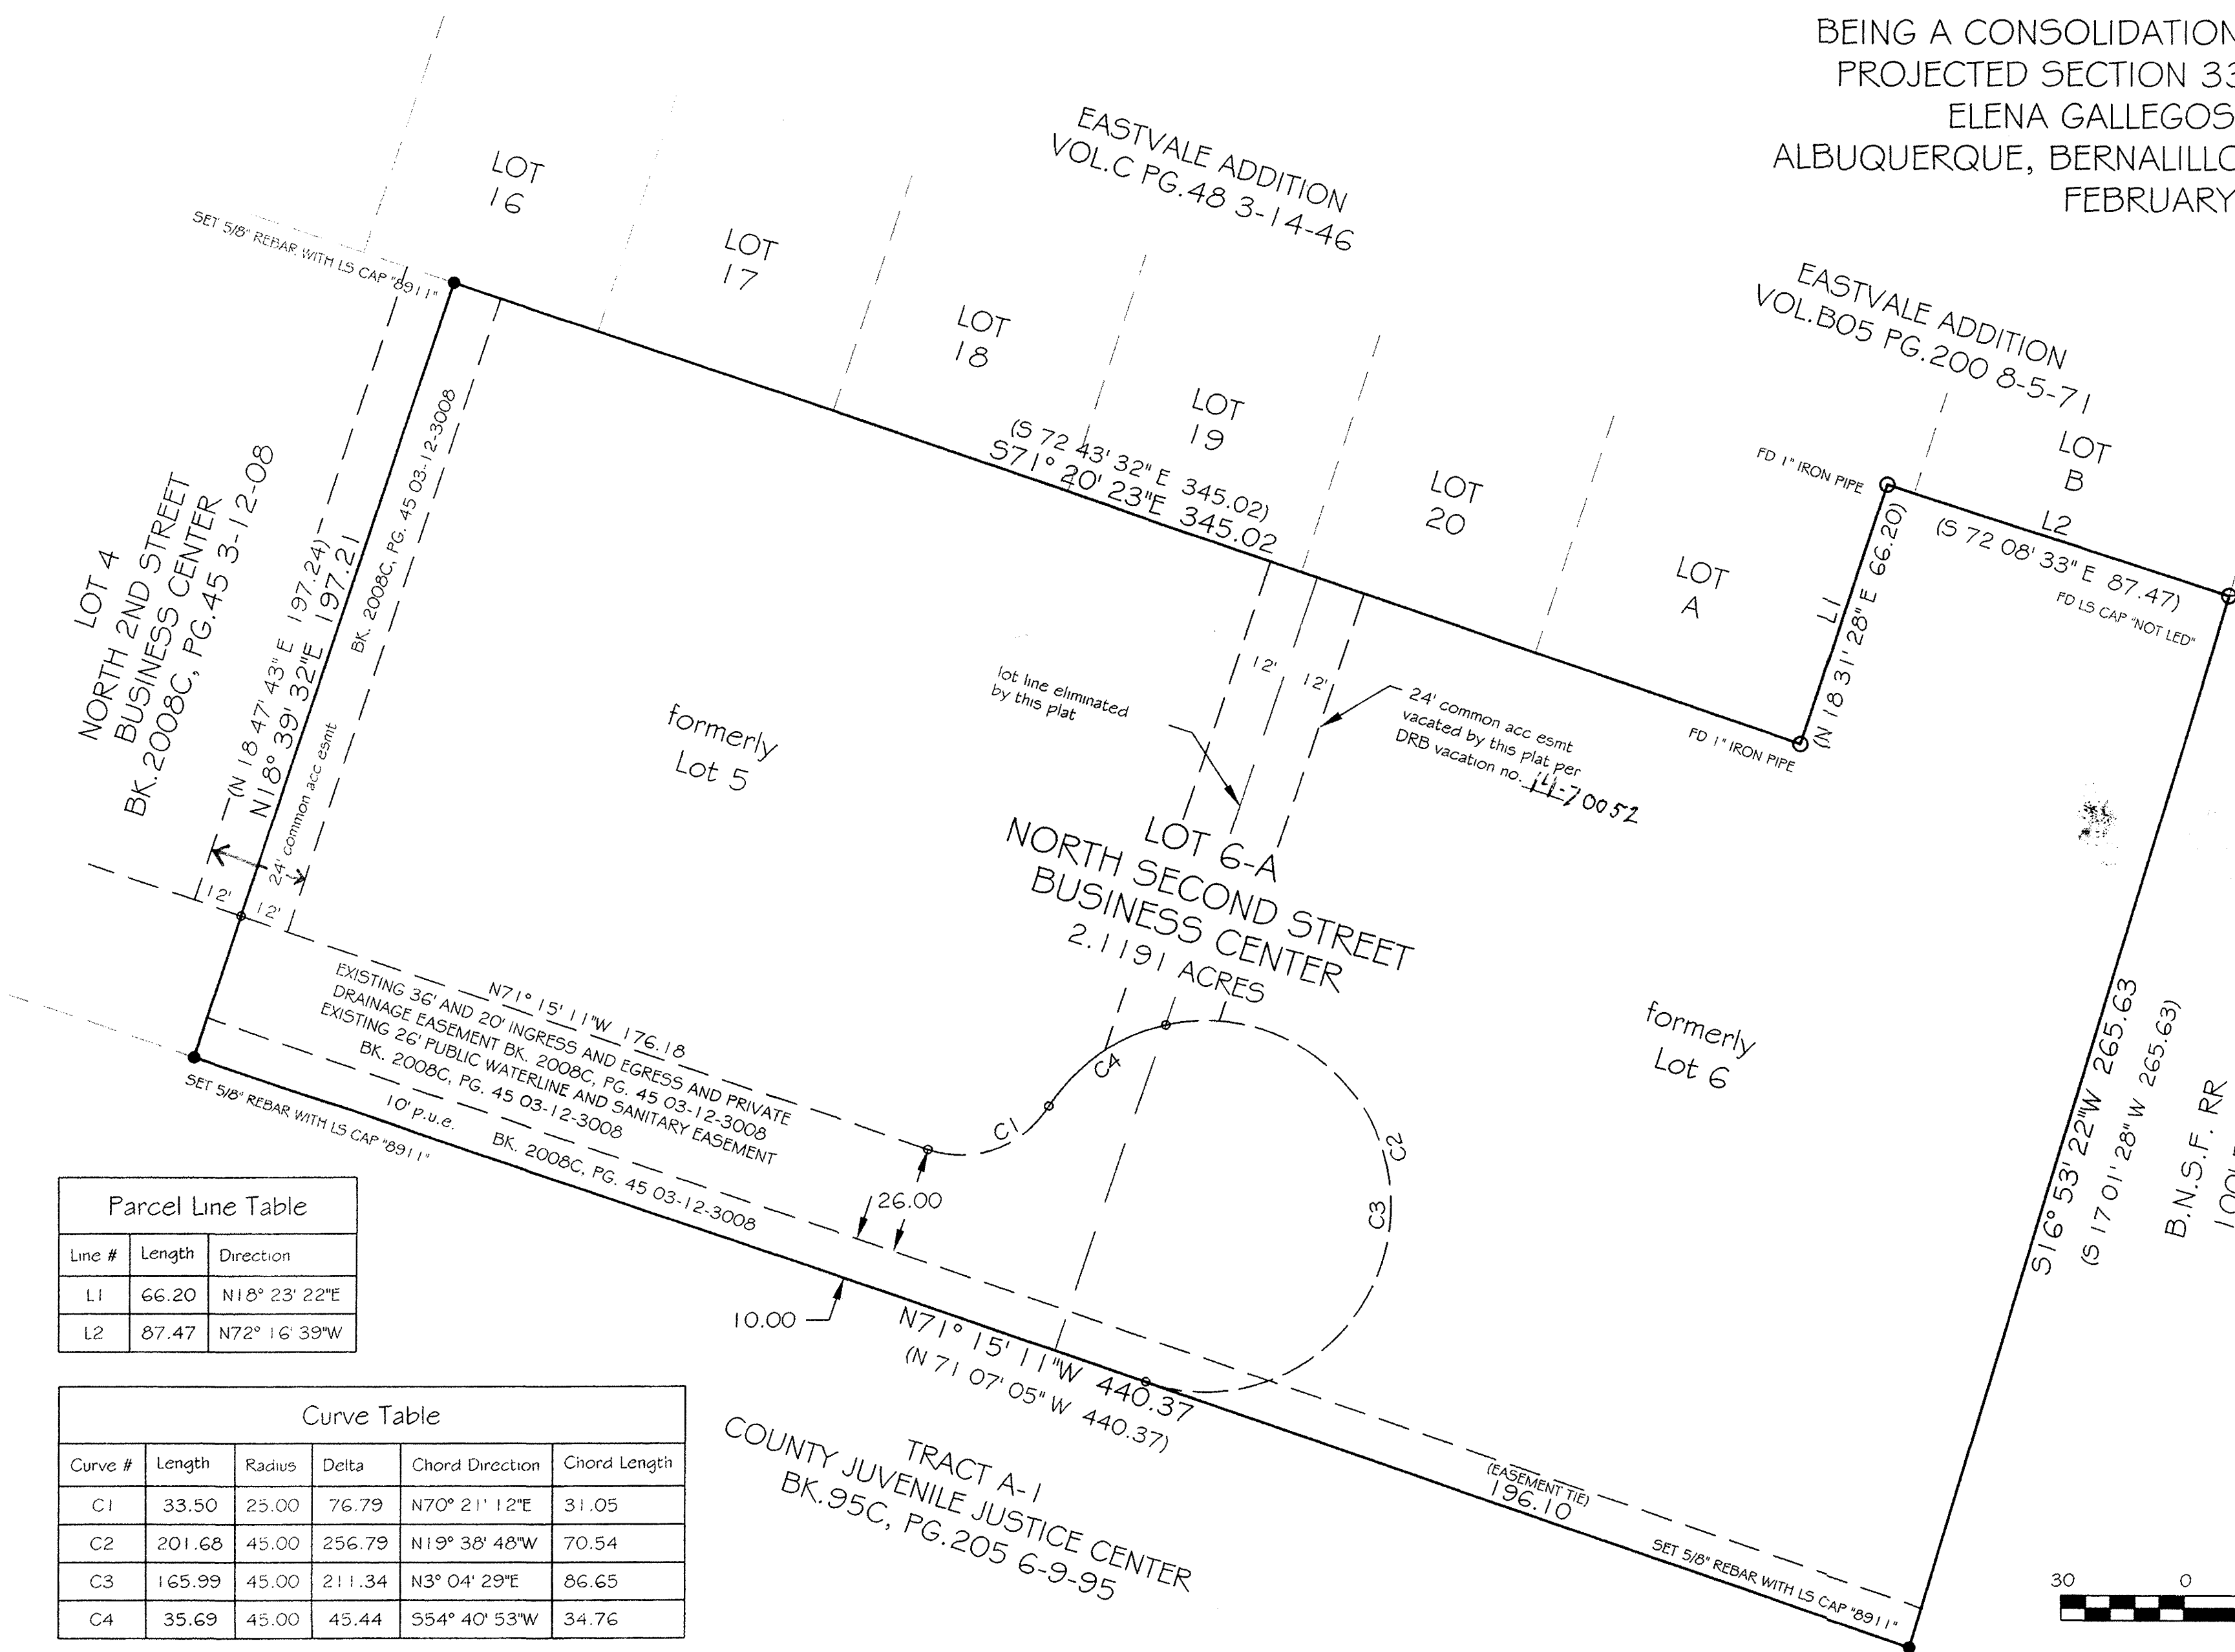 BEING A CONSOLIDATION
PROJECTED SECTION 33
ELENA GALLEGOS
ALBUQUERQUE, BERNALILLO
FEBRUARY
EASTVALE ADDITION
VOL.C PG.48 3-14-46
EASTVALE ADDITION
VOL.B05 PG.200 8-5-71
LOT
16
LOT
17
LOT
18
LOT
19
LOT
20
LOT
A
LOT
B
SET 5/8" REBAR WITH LS CAP "8911"
(S 72 43' 32" E 345.02)
S71° 20' 23"E 345.02
FD 1" IRON PIPE
L2
(S 72 08' 33" E 87.47)
FD LS CAP "NOT LED"
L1
(N 18 31' 28" E 66.20)
FD 1" IRON PIPE
LOT 4
NORTH 2ND STREET
BUSINESS CENTER
BK.2008C, PG.45 3-12-08
(N 18 47' 43" E 197.24)
N18° 39' 32"E 197.21
BK. 2008C, PG. 45 03-12-3008
24' common acc esmt
12'
12'
formerly
Lot 5
lot line eliminated
by this plat
12'
12'
24' common acc esmt
vacated by this plat per
DRB vacation no. 14-70052
LOT 6-A
NORTH SECOND STREET
BUSINESS CENTER
2.1191 ACRES
formerly
Lot 6
N71° 15' 11"W 176.18
EXISTING 36' AND 20' INGRESS AND EGRESS AND PRIVATE
DRAINAGE EASEMENT BK. 2008C, PG. 45 03-12-3008
EXISTING 26' PUBLIC WATERLINE AND SANITARY EASEMENT
BK. 2008C, PG. 45 03-12-3008
10' p.u.e.
BK. 2008C, PG. 45 03-12-3008
SET 5/8" REBAR WITH LS CAP "8911"
C1
C4
C2
C3
26.00
10.00
N71° 15' 11"W 440.37
(N 71 07' 05" W 440.37)
S16° 53' 22"W 265.63
(S 17 01' 28" W 265.63)
B.N.S.F. RR
TRACT A-1
COUNTY JUVENILE JUSTICE CENTER
BK.95C, PG.205 6-9-95
(EASEMENT TIE)
196.10
SET 5/8" REBAR WITH LS CAP "8911"
30 0
Parcel Line Table
Line # Length Direction
L1 66.20 N18° 23' 22"E
L2 87.47 N72° 16' 39"W
Curve Table
Curve # Length Radius Delta Chord Direction Chord Length
C1 33.50 25.00 76.79 N70° 21' 12"E 31.05
C2 201.68 45.00 256.79 N19° 38' 48"W 70.54
C3 165.99 45.00 211.34 N3° 04' 29"E 86.65
C4 35.69 45.00 45.44 S54° 40' 53"W 34.76